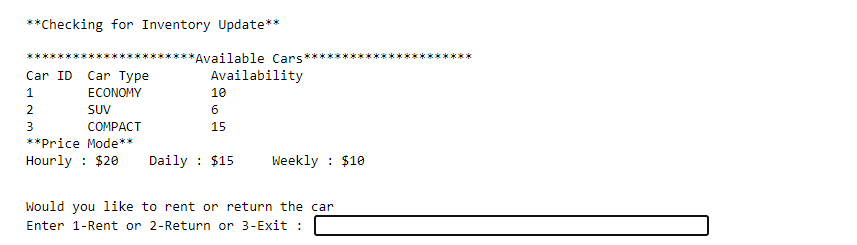 **Checking for Inventory Update**
**********************Available Cars**********************
Car ID  Car Type        Availability
1       ECONOMY         10
2       SUV             6
3       COMPACT         15
**Price Mode**
Hourly : $20    Daily : $15     Weekly : $10
Would you like to rent or return the car
Enter 1-Rent or 2-Return or 3-Exit :